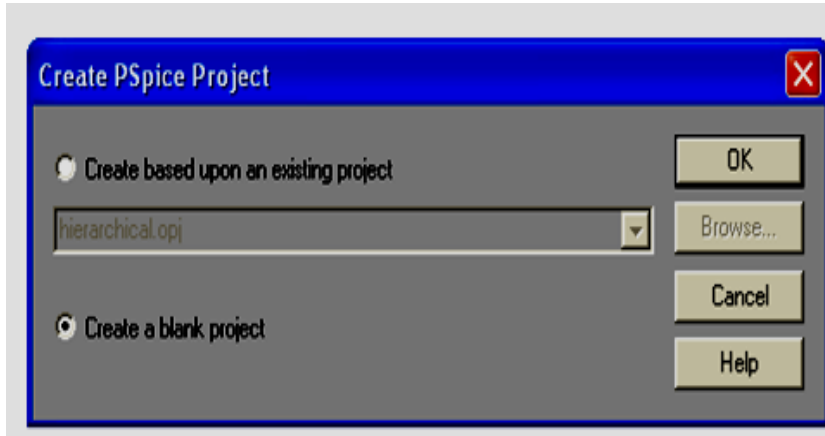 Create PSpice Project
Create based upon an existing project
OK
hierarchical.opj
Browse...
Create a blank project
Cancel
Help